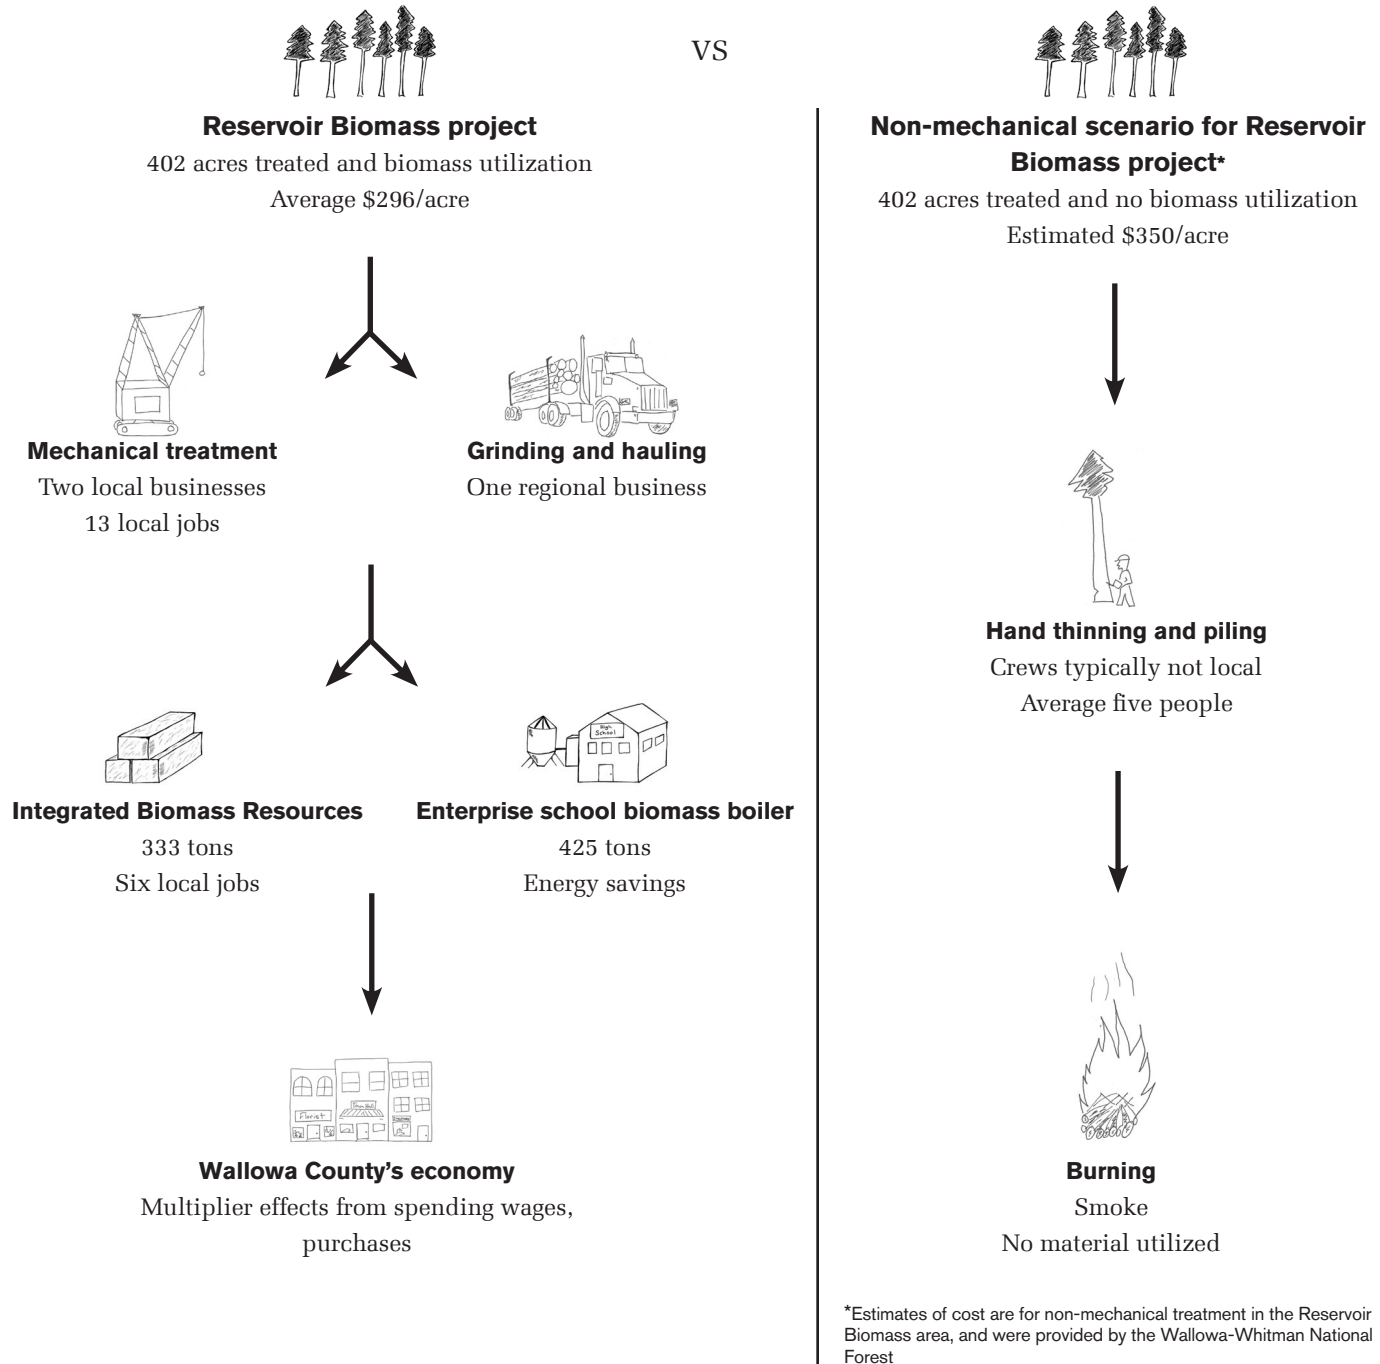 VS
Reservoir Biomass project
402 acres treated and biomass utilization
Average $296/acre
Mechanical treatment
Two local businesses
13 local jobs
Grinding and hauling
One regional business
High
School
Integrated Biomass Resources
333 tons
Six local jobs
Enterprise school biomass boiler
425 tons
Energy savings
Florist
Wallowa County’s economy
Multiplier effects from spending wages,
purchases
Non-mechanical scenario for Reservoir
Biomass project*
402 acres treated and no biomass utilization
Estimated $350/acre
Hand thinning and piling
Crews typically not local
Average five people
Burning
Smoke
No material utilized
*Estimates of cost are for non-mechanical treatment in the Reservoir
Biomass area, and were provided by the Wallowa-Whitman National
Forest